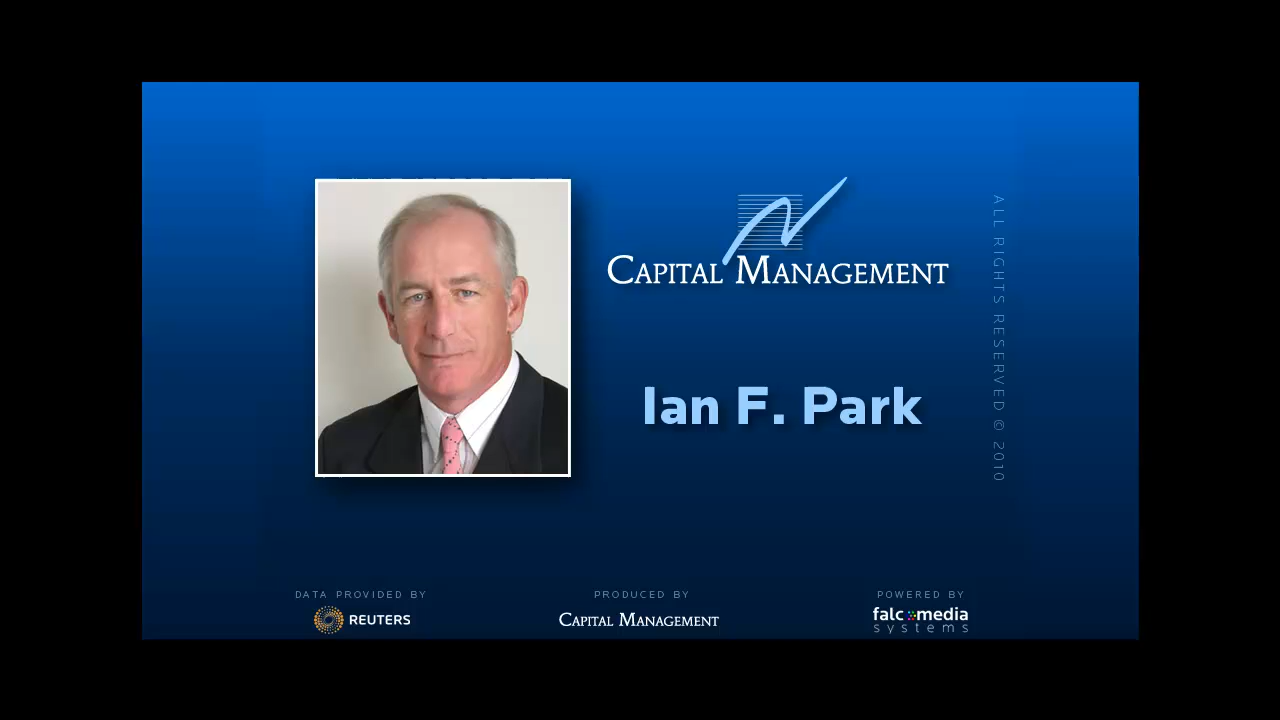 CAPITAL MANAGEMENT
Ian F. Park
ALL RIGHTS RESERVED © 2010
DATA PROVIDED BY
REUTERS
PRODUCED BY
CAPITAL MANAGEMENT
POWERED BY
falc media
systems